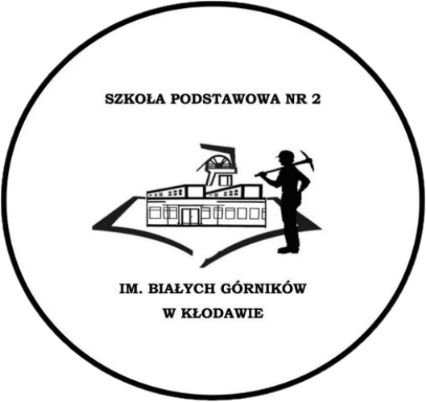 SZKOŁA PODSTAWOWA NR 2
IM. BIAŁYCH GÓRNIKÓW
W KŁODAWIE